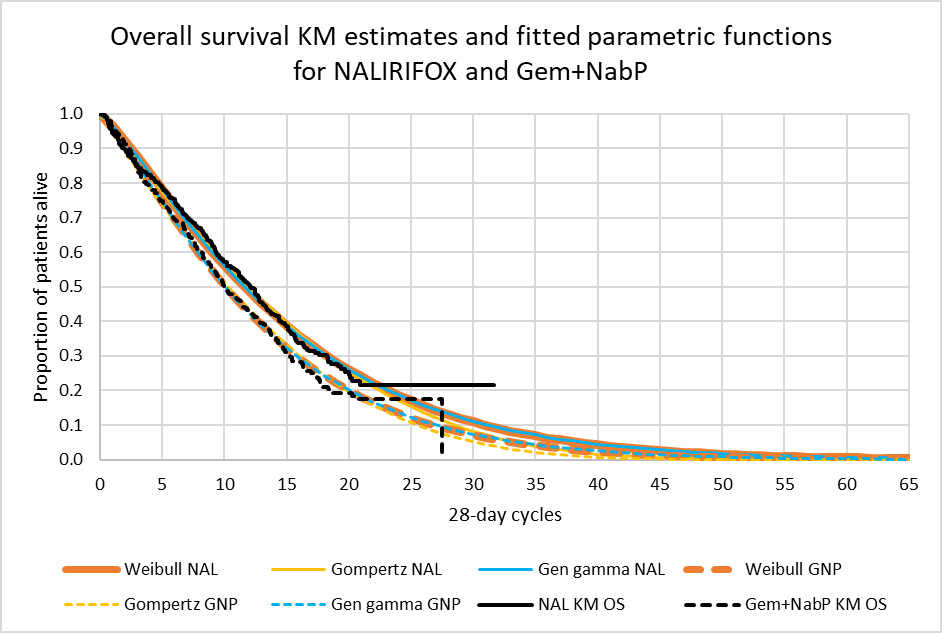 Overall survival KM estimates and fitted parametric functions
for NALIRIFOX and Gem+NabP
Proportion of patients alive
1.0
0.9
0.8
0.7
0.6
0.5
0.4
0.3
0.2
0.1
0.0
0 5 10 15 20 25 30 35 40 45 50 55 60 65
28-day cycles
Weibull NAL Gompertz NAL Gen gamma NAL Weibull GNP
Gompertz GNP Gen gamma GNP NAL KM OS Gem+NabP KM OS